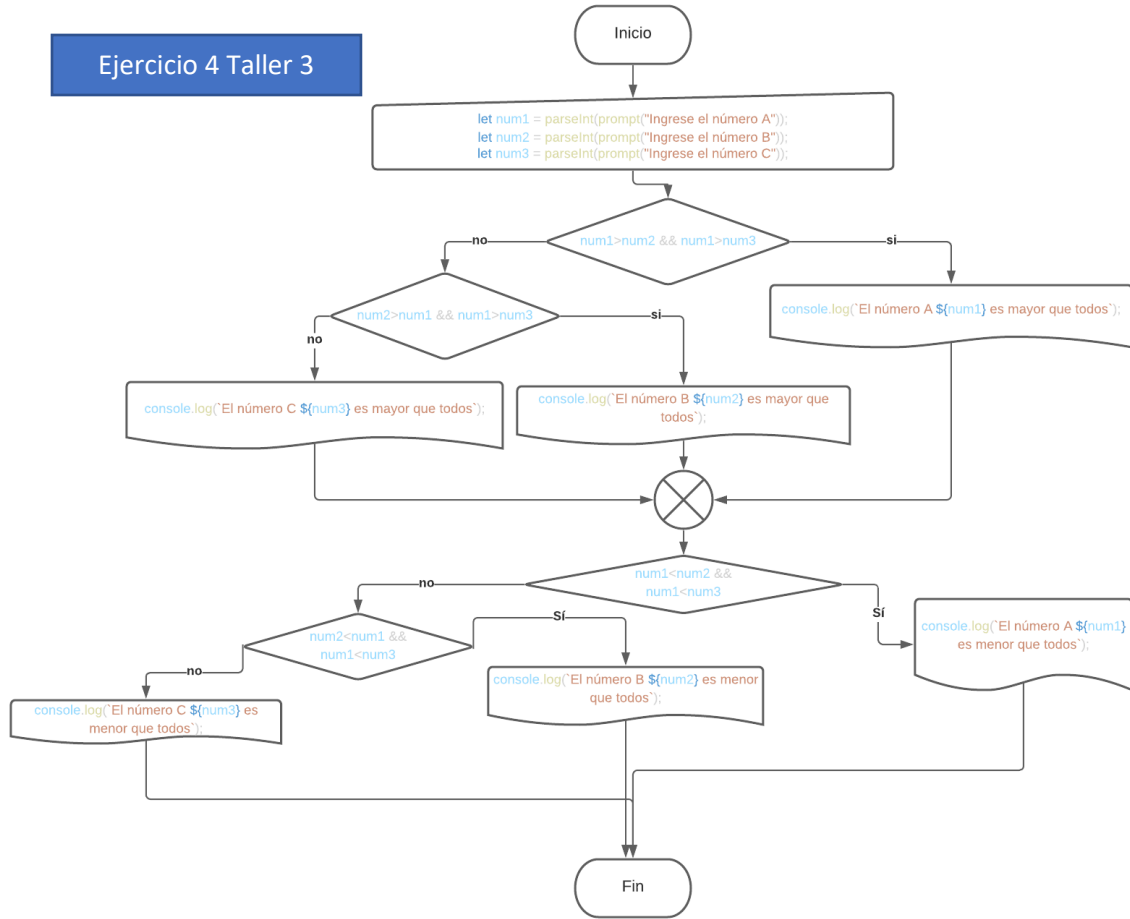 Inicio
Ejercicio 4 Taller 3
let num1 = parseInt(prompt("Ingrese el número A"));
let num2 = parseInt(prompt("Ingrese el número B"));
let num3 = parseInt(prompt("Ingrese el número C"));
num1>num2 && num1>num3
no
si
num2>num1 && num1>num3
console.log(`El número A ${num1} es mayor que todos`);
no
si
console.log(`El número C ${num3} es mayor que todos`);
console.log(`El número B ${num2} es mayor que
todos`);
num1<num2 &&
num1<num3
no
Sí
num2<num1 &&
num1<num3
no
Sí
console.log(`El número A ${num1}
es menor que todos`);
console.log(`El número B ${num2} es menor
que todos`);
console.log(`El número C ${num3} es
menor que todos`);
Fin